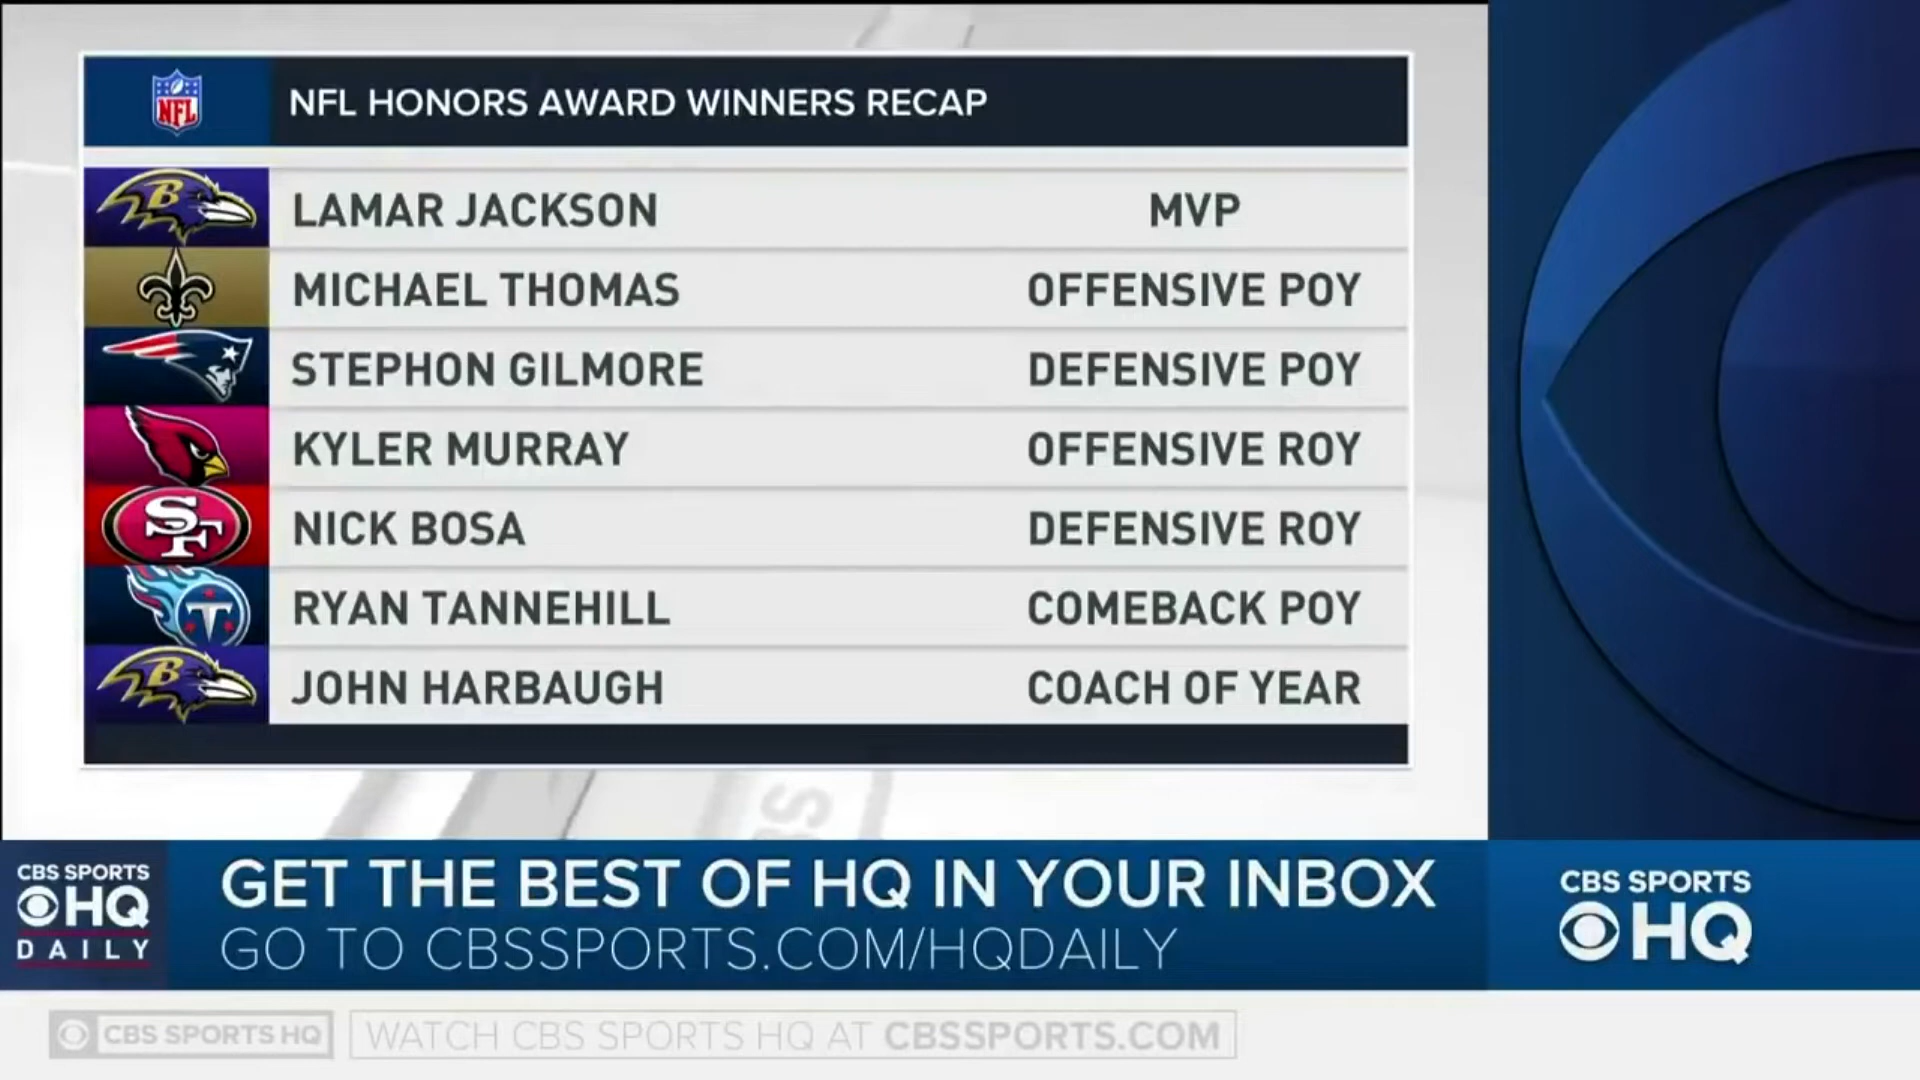 NFL
NFL HONORS AWARD WINNERS RECAP
B
LAMAR JACKSON MVP
MICHAEL THOMAS OFFENSIVE POY
STEPHON GILMORE DEFENSIVE POY
KYLER MURRAY OFFENSIVE ROY
SF
NICK BOSA DEFENSIVE ROY
T
RYAN TANNEHILL COMEBACK POY
B
JOHN HARBAUGH COACH OF YEAR
BS
CBS SPORTS
HQ
DAILY
GET THE BEST OF HQ IN YOUR INBOX
GO TO CBSSPORTS.COM/HQDAILY
CBS SPORTS
HQ
CBS SPORTS HQ
WATCH CBS SPORTS HQ AT CBSSPORTS.COM